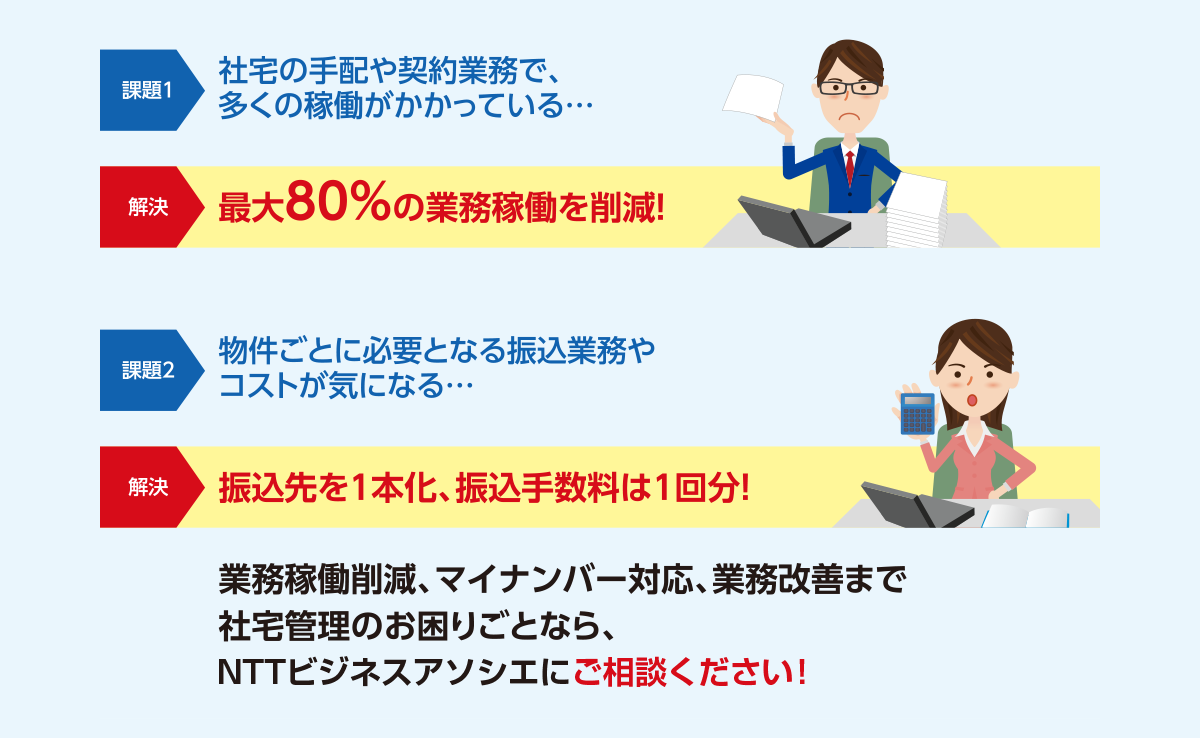 課題1
社宅の手配や契約業務で、
多くの稼働がかかっている…
解決
最大80%の業務稼働を削減!
課題2
物件ごとに必要となる振込業務や
コストが気になる…
解決
振込先を1本化、振込手数料は1回分!
業務稼働削減、マイナンバー対応、業務改善まで
社宅管理のお困りごとなら、
NTTビジネスアソシエにご相談ください!